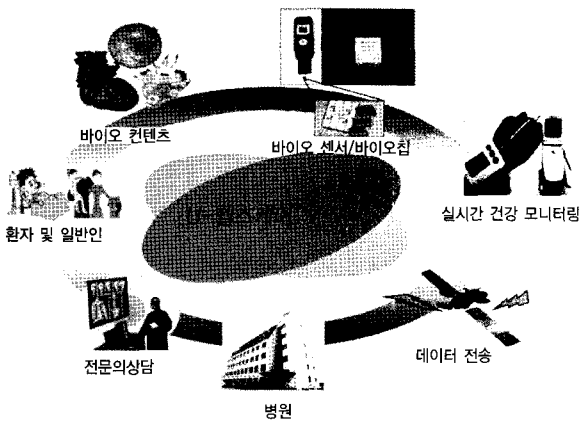 바이오 컨텐츠
바이오 센서/바이오칩
환자 및 일반인
실시간 건강 모니터링
전문의상담
데이터 전송
병원